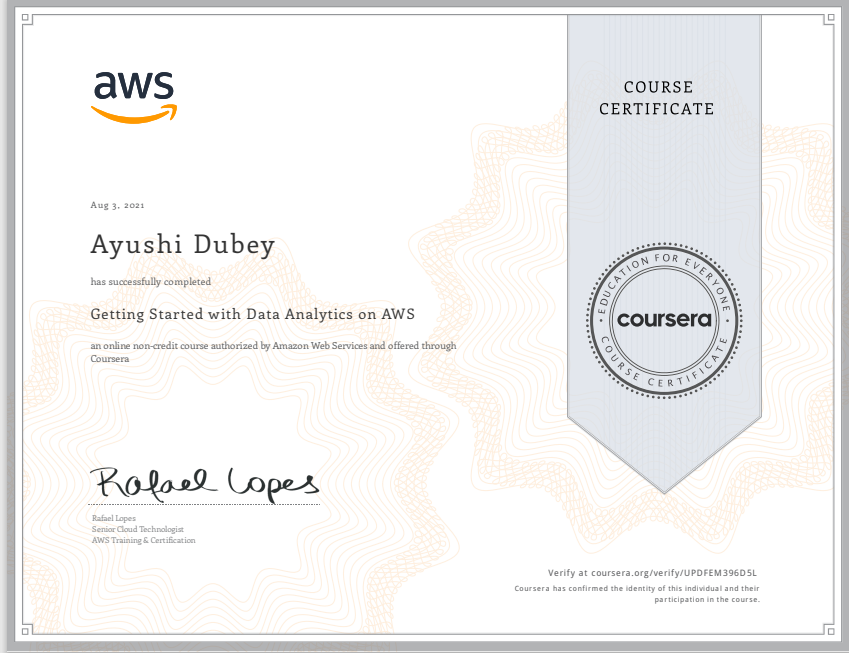 aws
COURSE
CERTIFICATE
Aug 3, 2021
Ayushi Dubey
has successfully completed
Getting Started with Data Analytics on AWS
an online non-credit course authorized by Amazon Web Services and offered through
Coursera
EDUCATION FOR EVERYONE
coursera
COURSE CERTIFICATE
Rafael Lopes
Rafael Lopes
Senior Cloud Technologist
AWS Training & Certification
Verify at coursera.org/verify/UPDFEM396D5L
Coursera has confirmed the identity of this individual and their
participation in the course.